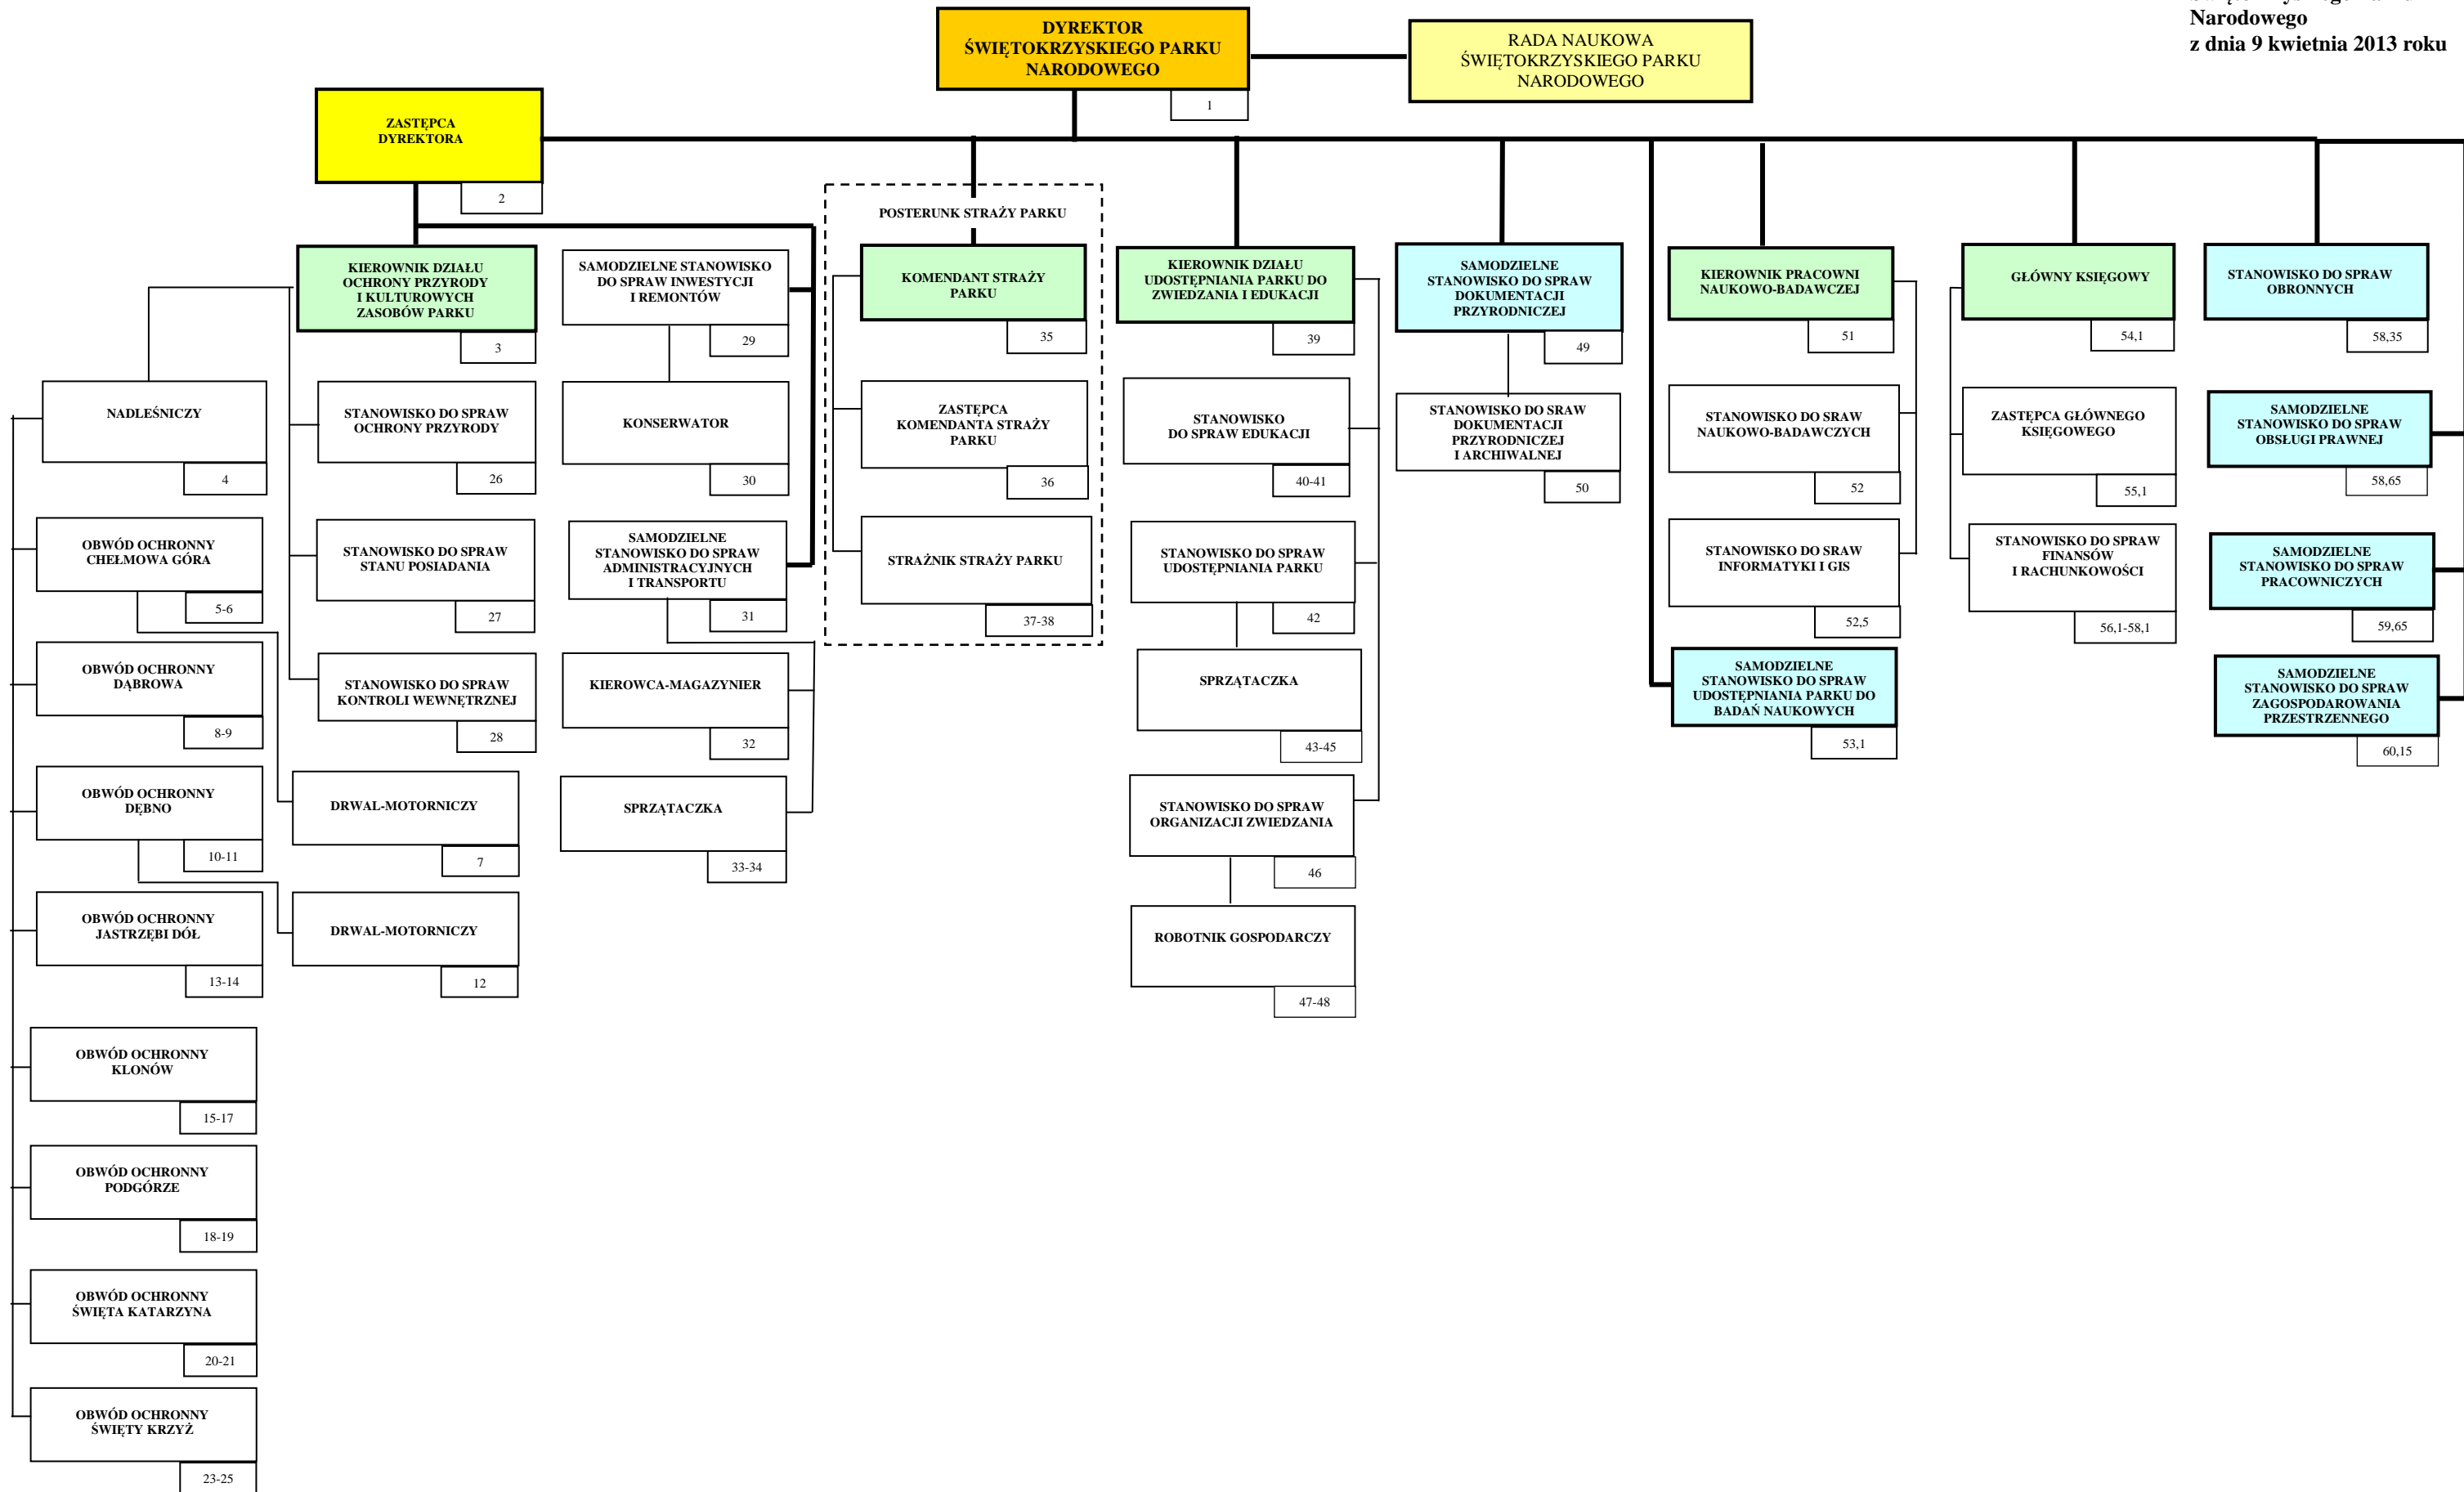 Narodowego
z dnia 9 kwietnia 2013 roku
DYREKTOR
ŚWIĘTOKRZYSKIEGO PARKU
NARODOWEGO
1
RADA NAUKOWA
ŚWIĘTOKRZYSKIEGO PARKU
NARODOWEGO
ZASTĘPCA
DYREKTORA
2
KIEROWNIK DZIAŁU
OCHRONY PRZYRODY
I KULTUROWYCH
ZASOBÓW PARKU
3
NADLEŚNICZY
4
OBWÓD OCHRONNY
CHEŁMOWA GÓRA
5-6
OBWÓD OCHRONNY
DĄBROWA
8-9
OBWÓD OCHRONNY
DĘBNO
10-11
OBWÓD OCHRONNY
JASTRZĘBI DÓŁ
13-14
OBWÓD OCHRONNY
KLONÓW
15-17
OBWÓD OCHRONNY
PODGÓRZE
18-19
OBWÓD OCHRONNY
ŚWIĘTA KATARZYNA
20-21
OBWÓD OCHRONNY
ŚWIĘTY KRZYŻ
23-25
STANOWISKO DO SPRAW
OCHRONY PRZYRODY
26
STANOWISKO DO SPRAW
STANU POSIADANIA
27
STANOWISKO DO SPRAW
KONTROLI WEWNĘTRZNEJ
28
DRWAL-MOTORNICZY
7
DRWAL-MOTORNICZY
12
SAMODZIELNE STANOWISKO
DO SPRAW INWESTYCJI
I REMONTÓW
29
KONSERWATOR
30
SAMODZIELNE
STANOWISKO DO SPRAW
ADMINISTRACYJNYCH
I TRANSPORTU
31
KIEROWCA-MAGAZYNIER
32
SPRZĄTACZKA
33-34
POSTERUNK STRAŻY PARKU
KOMENDANT STRAŻY
PARKU
35
ZASTĘPCA
KOMENDANTA STRAŻY
PARKU
36
STRAŻNIK STRAŻY PARKU
37-38
KIEROWNIK DZIAŁU
UDOSTĘPNIANIA PARKU DO
ZWIEDZANIA I EDUKACJI
39
STANOWISKO
DO SPRAW EDUKACJI
40-41
STANOWISKO DO SPRAW
UDOSTĘPNIANIA PARKU
42
SPRZĄTACZKA
43-45
STANOWISKO DO SPRAW
ORGANIZACJI ZWIEDZANIA
46
ROBOTNIK GOSPODARCZY
47-48
SAMODZIELNE
STANOWISKO DO SPRAW
DOKUMENTACJI
PRZYRODNICZEJ
49
STANOWISKO DO SRAW
DOKUMENTACJI
PRZYRODNICZEJ
I ARCHIWALNEJ
50
KIEROWNIK PRACOWNI
NAUKOWO-BADAWCZEJ
51
STANOWISKO DO SRAW
NAUKOWO-BADAWCZYCH
52
STANOWISKO DO SRAW
INFORMATYKI I GIS
52,5
SAMODZIELNE
STANOWISKO DO SPRAW
UDOSTĘPNIANIA PARKU DO
BADAŃ NAUKOWYCH
53,1
GŁÓWNY KSIĘGOWY
54,1
ZASTĘPCA GŁÓWNEGO
KSIĘGOWEGO
55,1
STANOWISKO DO SPRAW
FINANSÓW
I RACHUNKOWOŚCI
56,1-58,1
STANOWISKO DO SPRAW
OBRONNYCH
58,35
SAMODZIELNE
STANOWISKO DO SPRAW
OBSŁUGI PRAWNEJ
58,65
SAMODZIELNE
STANOWISKO DO SPRAW
PRACOWNICZYCH
59,65
SAMODZIELNE
STANOWISKO DO SPRAW
ZAGOSPODAROWANIA
PRZESTRZENNEGO
60,15